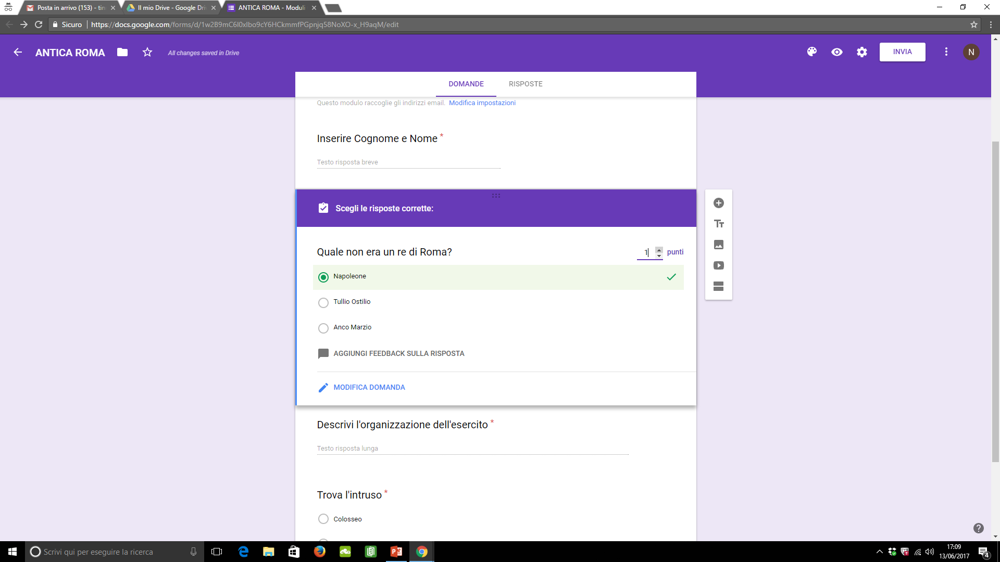 Posta in arrivo (153) - tin
Il mio Drive - Google Dri
ANTICA ROMA - Moduli
Sicuro
https://docs.google.com/forms/d/1w2B9mC6l0xlbo9cY6HCkmmfPGpnjq58NoXO-x_H9aqM/edit
ANTICA ROMA
All changes saved in Drive
INVIA
N
DOMANDE
RISPOSTE
Questo modulo raccoglie gli indirizzi email. Modifica impostazioni
Inserire Cognome e Nome *
Testo risposta breve
Scegli le risposte corrette:
Quale non era un re di Roma?
1 punti
Napoleone
Tullio Ostilio
Anco Marzio
AGGIUNGI FEEDBACK SULLA RISPOSTA
MODIFICA DOMANDA
Descrivi l'organizzazione dell'esercito *
Testo risposta lunga
Trova l'intruso *
Colosseo
Scrivi qui per eseguire la ricerca
17:09
13/06/2017
4